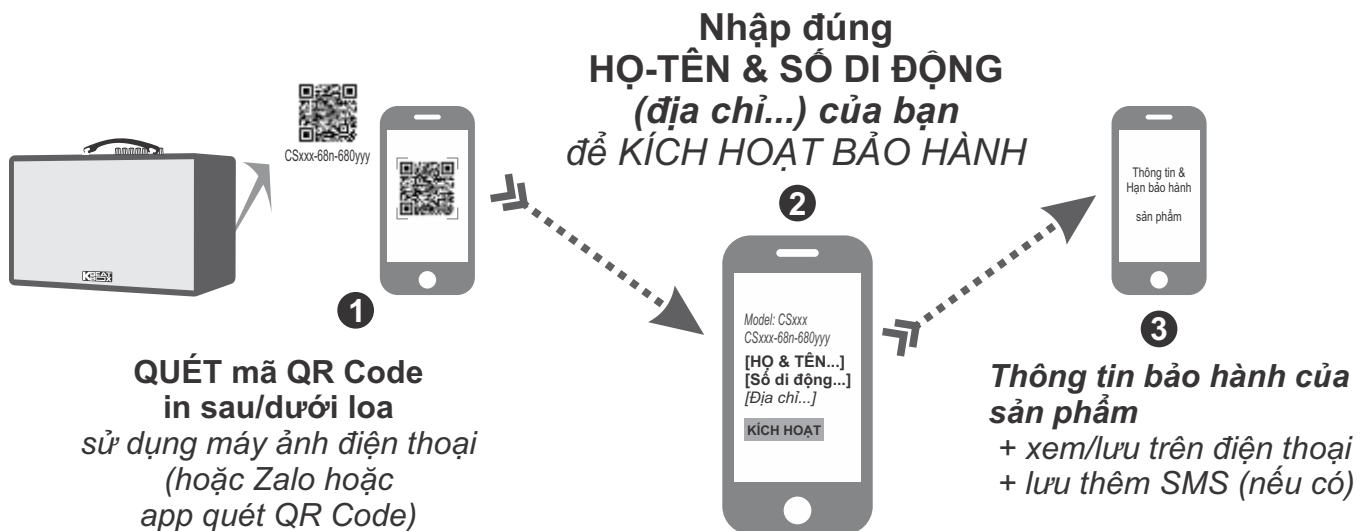 Nhập đúng
HỌ-TÊN & SỐ DI ĐỘNG
(địa chỉ...) của bạn
để KÍCH HOẠT BẢO HÀNH
CSxxx-68n-680yyy
KBEATBOX
1
QUÉT mã QR Code
in sau/dưới loa
sử dụng máy ảnh điện thoại
(hoặc Zalo hoặc
app quét QR Code)
2
Model: CSxxx
CSxxx-68n-680yyy
[HỌ & TÊN...]
[Số di động...]
[Địa chỉ...]
KÍCH HOẠT
Thông tin &
Hạn bảo hành
sản phẩm
3
Thông tin bảo hành của
sản phẩm
+ xem/lưu trên điện thoại
+ lưu thêm SMS (nếu có)